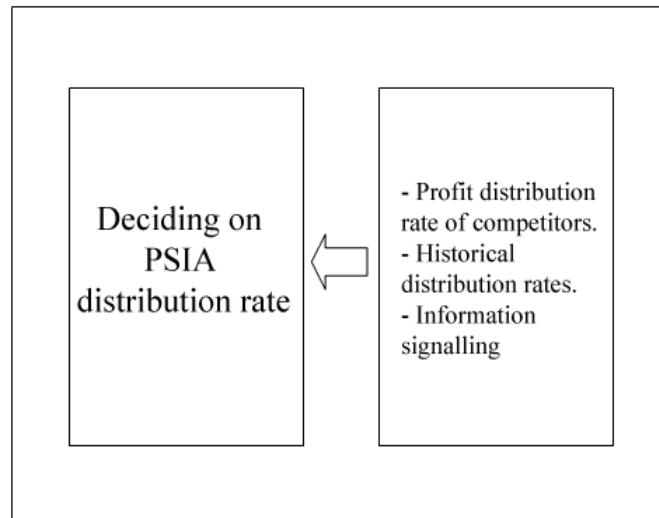 Deciding on
PSIA
distribution rate
- Profit distribution
rate of competitors.
- Historical
distribution rates.
- Information
signalling